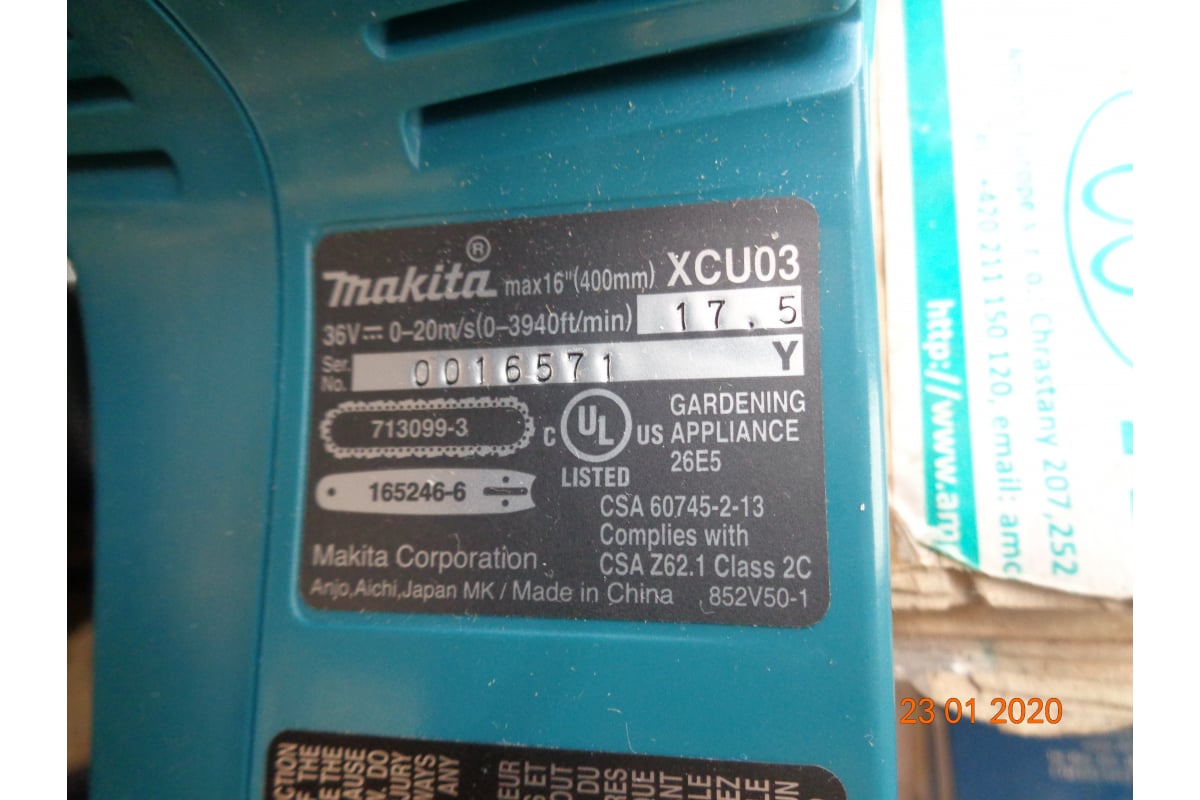 makita® max16"(400mm) XCU03
36V⎓ 0–20m/s(0–3940ft/min) 17.5
Ser. No. 0016571 Y
713099-3
165246-6
C UL US
LISTED
GARDENING
APPLIANCE
26E5
CSA 60745-2-13
Complies with
CSA Z62.1 Class 2C
Makita Corporation
Anjo,Aichi,Japan MK / Made in China 852V50-1
http://www.am
Chrastany 207,252
420 211 150 120, email: amc
23 01 2020